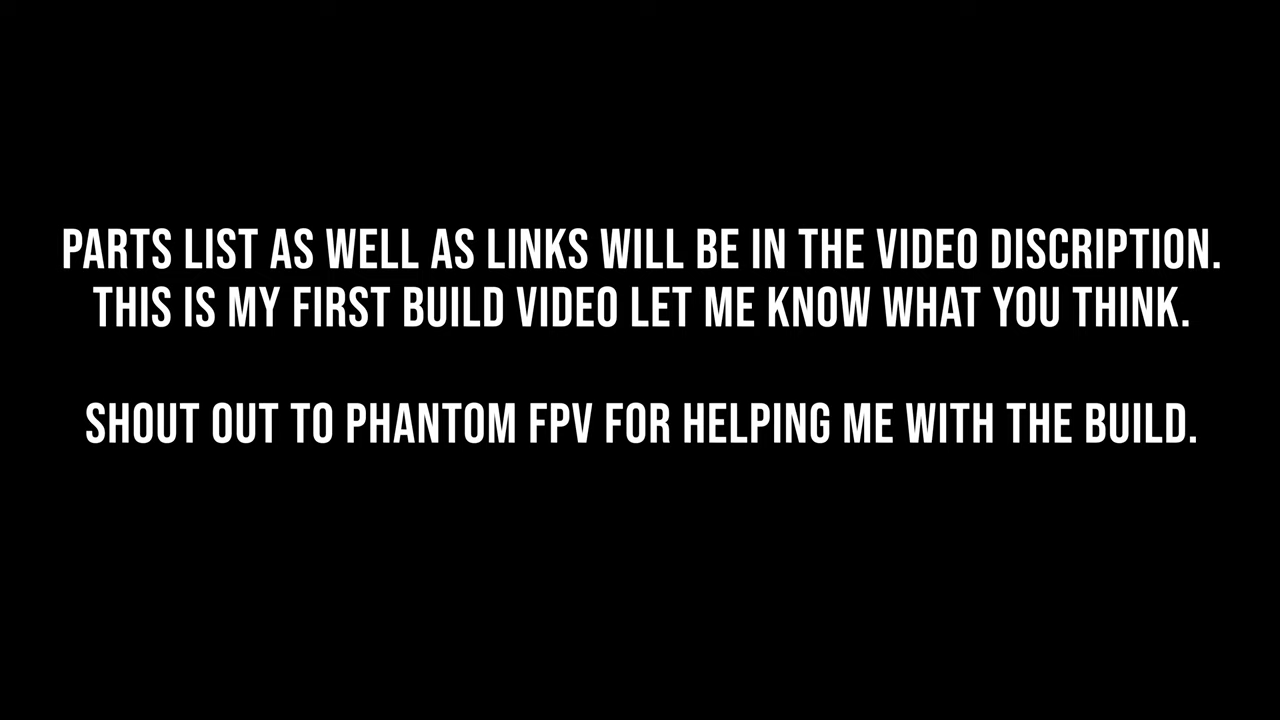 PARTS LIST AS WELL AS LINKS WILL BE IN THE VIDEO DISCRIPTION.
THIS IS MY FIRST BUILD VIDEO LET ME KNOW WHAT YOU THINK.
SHOUT OUT TO PHANTOM FPV FOR HELPING ME WITH THE BUILD.